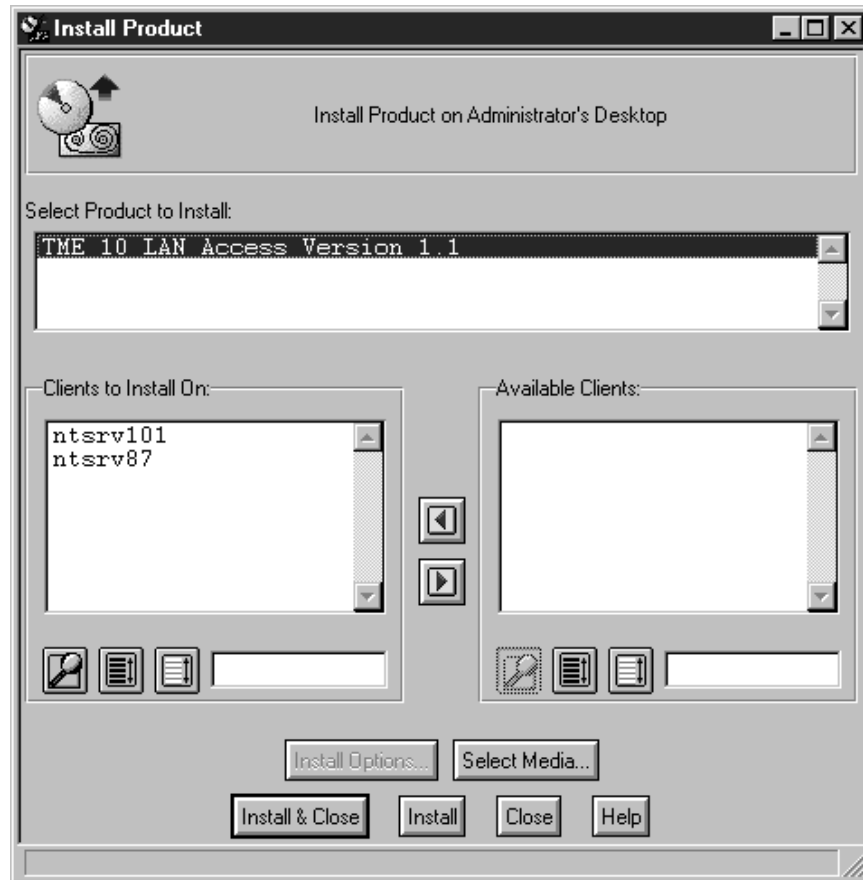 Install Product
Install Product on Administrator's Desktop
Select Product to Install:
TME 10 LAN Access Version 1.1
Clients to Install On:
Available Clients:
ntsrv101
ntsrv87
Install Options...
Select Media...
Install & Close
Install
Close
Help